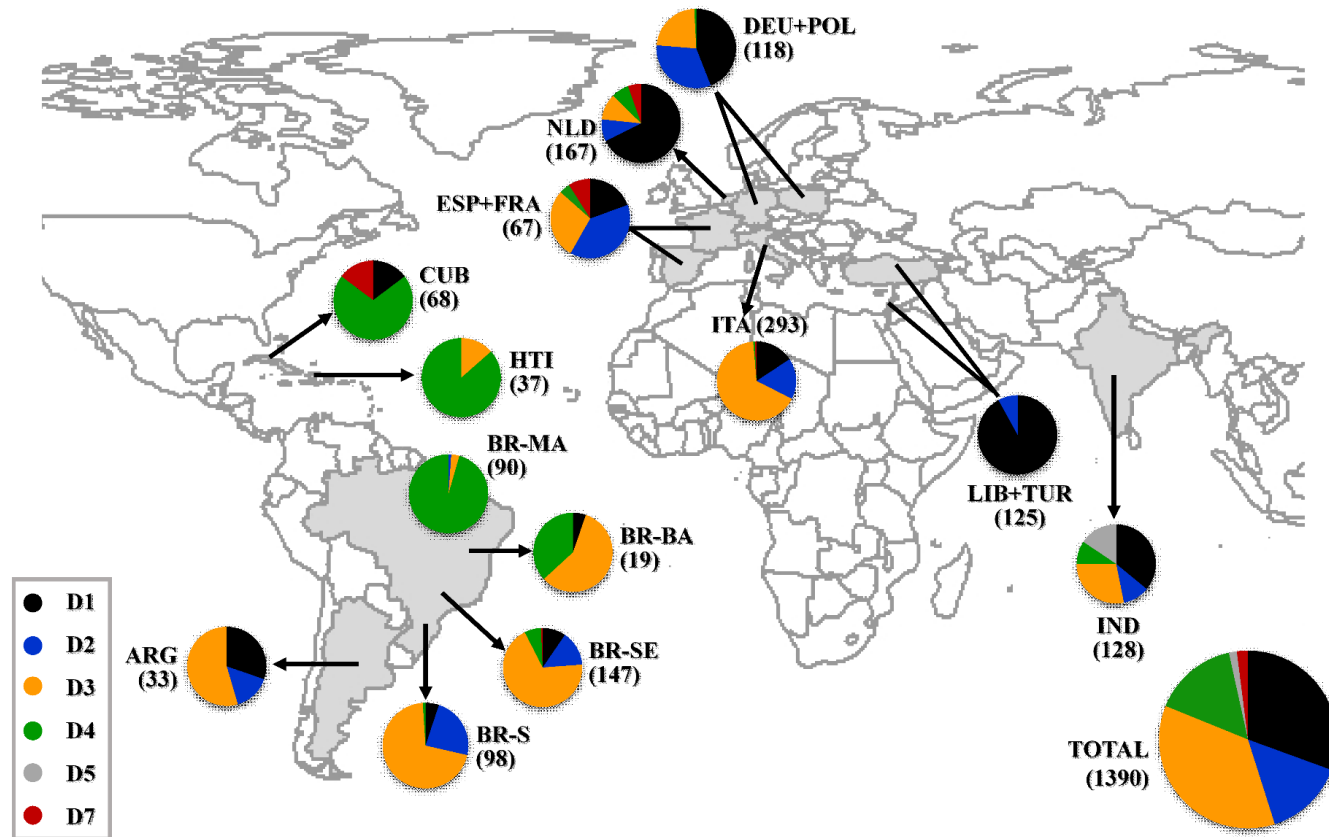 DEU+POL
(118)
NLD
(167)
ESP+FRA
(67)
CUB
(68)
ITA (293)
HTI
(37)
BR-MA
(90)
LIB+TUR
(125)
BR-BA
(19)
D1
D2
D3
D4
D5
D7
ARG
(33)
BR-SE
(147)
IND
(128)
BR-S
(98)
TOTAL
(1390)